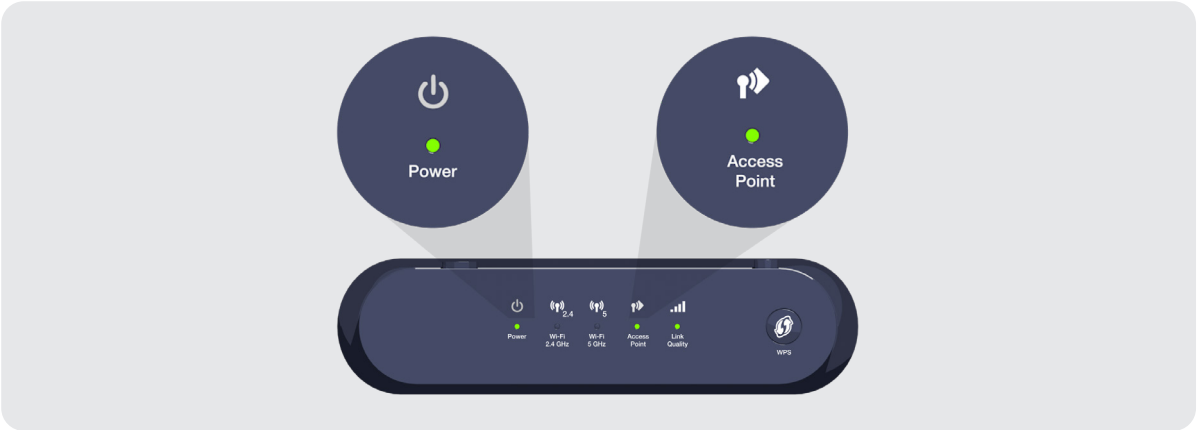 Power
Access
Point
2.4
5
Power
Wi-Fi
2.4 GHz
Wi-Fi
5 GHz
Access
Point
Link
Quality
WPS